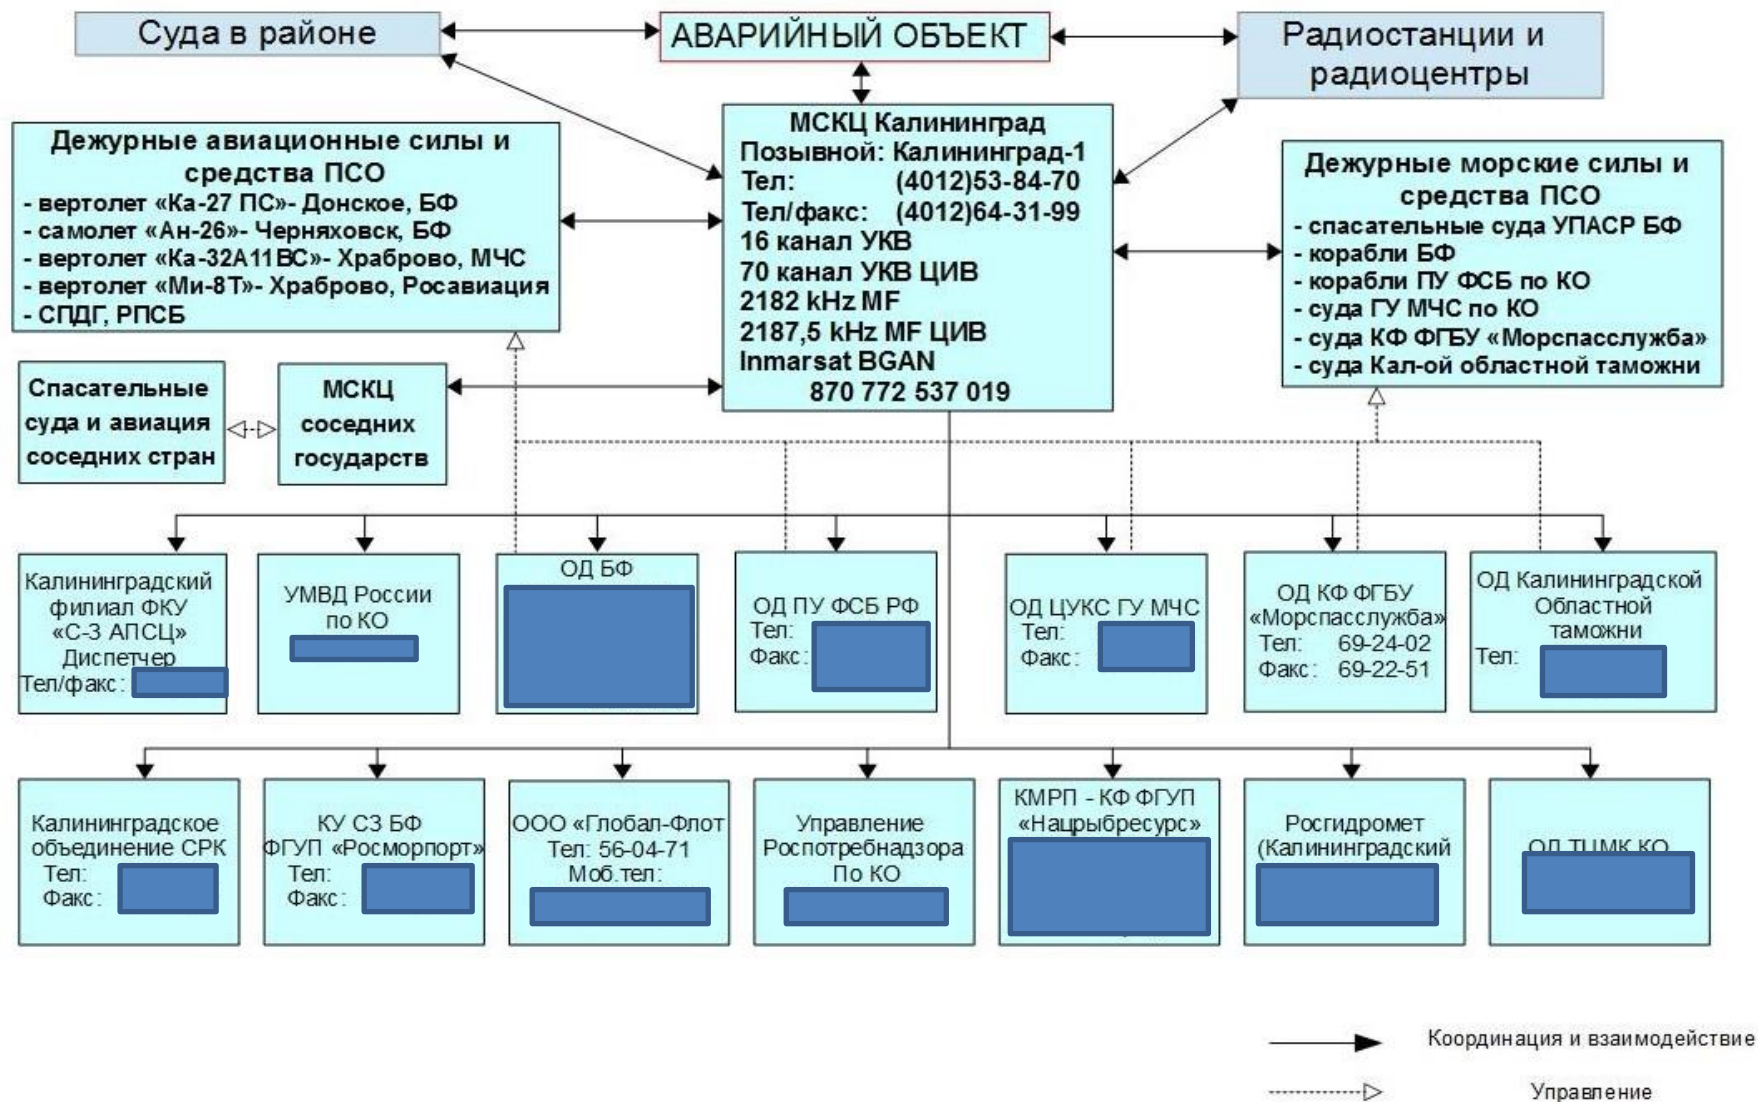 Суда в районе
АВАРИЙНЫЙ ОБЪЕКТ
Радиостанции и
радиоцентры
Дежурные авиационные силы и
средства ПСО
- вертолет «Ка-27 ПС»- Донское, БФ
- самолет «Ан-26»- Черняховск, БФ
- вертолет «Ка-32А11ВС»- Храброво, МЧС
- вертолет «Ми-8Т»- Храброво, Росавиация
- СПДГ, РПСБ
МСКЦ Калининград
Позывной: Калининград-1
Тел: (4012)53-84-70
Тел/факс: (4012)64-31-99
16 канал УКВ
70 канал УКВ ЦИВ
2182 kHz MF
2187,5 kHz MF ЦИВ
Inmarsat BGAN
870 772 537 019
Дежурные морские силы и
средства ПСО
- спасательные суда УПАСР БФ
- корабли БФ
- корабли ПУ ФСБ по КО
- суда ГУ МЧС по КО
- суда КФ ФГБУ «Морспасслужба»
- суда Кал-ой областной таможни
Спасательные
суда и авиация
соседних стран
МСКЦ
соседних
государств
Калининградский
филиал ФКУ
«С-З АПСЦ»
Диспетчер
Тел/факс:
УМВД России
по КО
ОД БФ
ОД ПУ ФСБ РФ
Тел:
Факс:
ОД ЦУКС ГУ МЧС
Тел:
Факс:
ОД КФ ФГБУ
«Морспасслужба»
Тел: 69-24-02
Факс: 69-22-51
ОД Калининградской
Областной
таможни
Тел:
Калининградское
объединение СРК
Тел:
Факс:
КУ СЗ БФ
ФГУП «Росморпорт»
Тел:
Факс:
ООО «Глобал-Флот
Тел: 56-04-71
Моб.тел:
Управление
Роспотребнадзора
По КО
КМРП - КФ ФГУП
«Нацрыбресурс»
Росгидромет
(Калининградский
ОД ТЦМК КО
Координация и взаимодействие
Управление